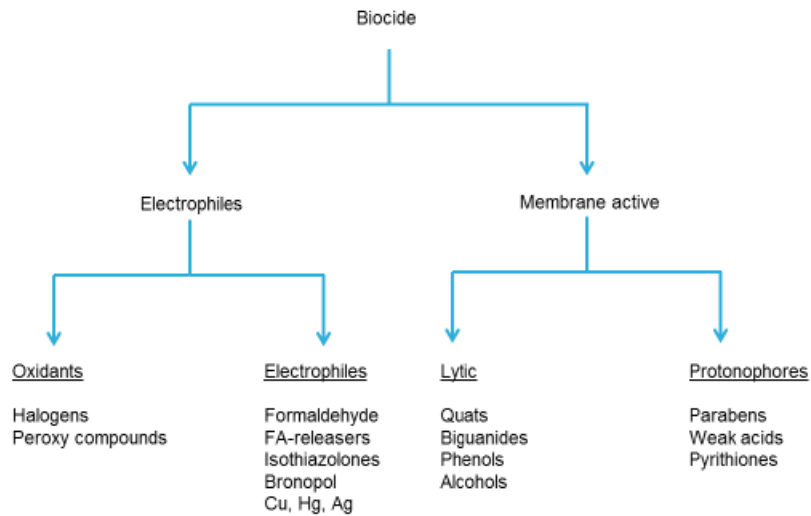 Biocide
Electrophiles
Membrane active
Oxidants
Halogens
Peroxy compounds
Electrophiles
Formaldehyde
FA-releasers
Isothiazolones
Bronopol
Cu, Hg, Ag
Lytic
Quats
Biguanides
Phenols
Alcohols
Protonophores
Parabens
Weak acids
Pyrithiones